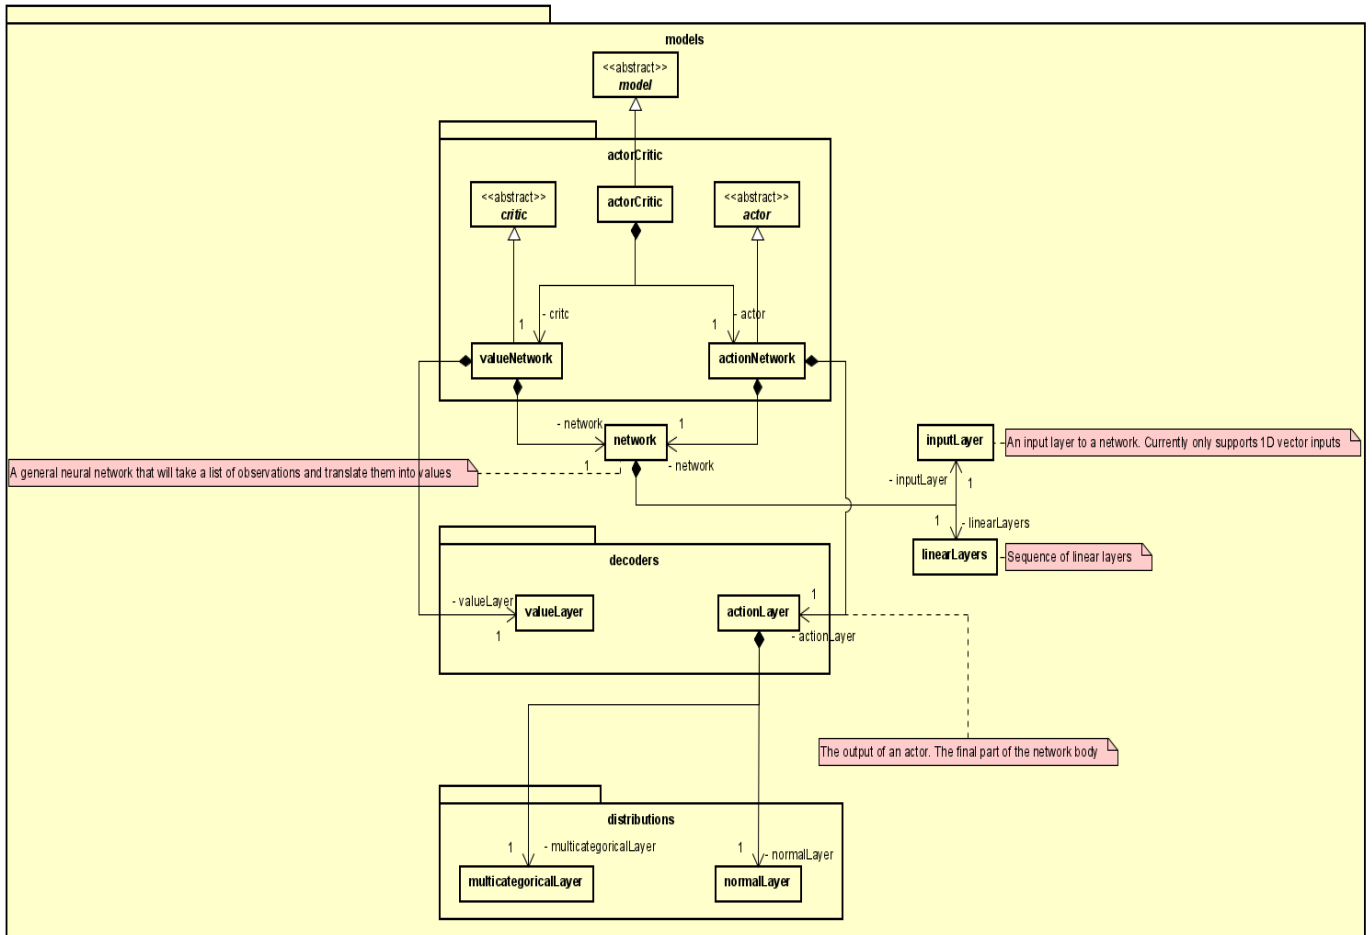 models
<<abstract>>
model
actorCritic
<<abstract>>
critic
actorCritic
<<abstract>>
actor
- critc
1
- actor
1
valueNetwork
actionNetwork
- network
1
network
1
- network
inputLayer
An input layer to a network. Currently only supports 1D vector inputs
A general neural network that will take a list of observations and translate them into values
- inputLayer
1
1
- linearLayers
linearLayers
Sequence of linear layers
decoders
- valueLayer
1
valueLayer
actionLayer
1
- actionLayer
The output of an actor. The final part of the network body
distributions
1
- multicategoricalLayer
1
- normalLayer
multicategoricalLayer
normalLayer